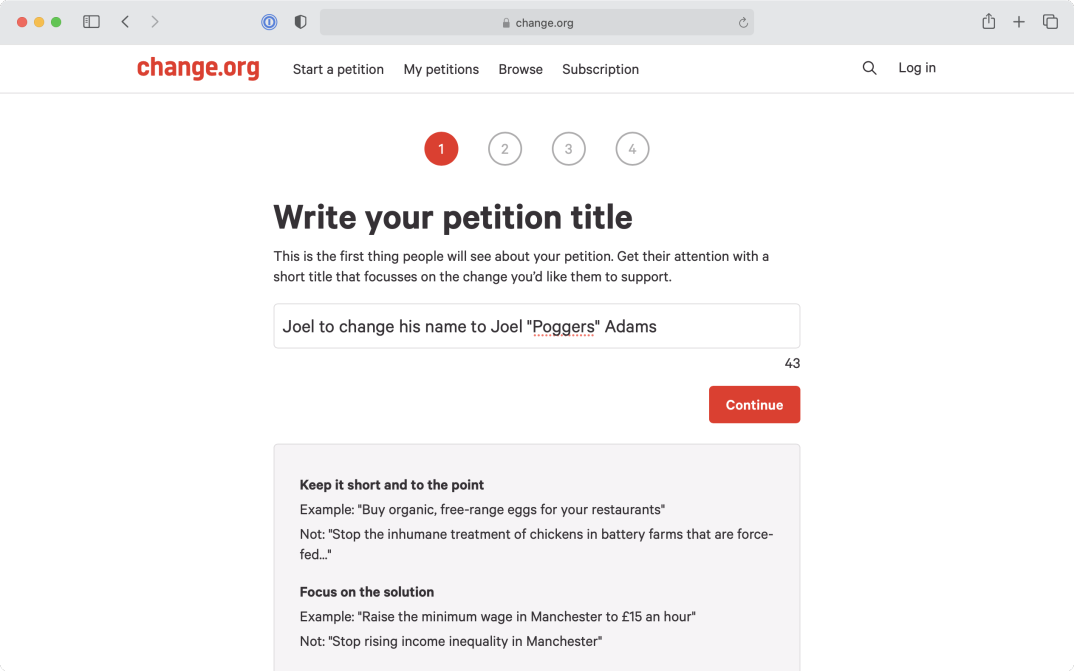 change.org
change.org
Start a petition
My petitions
Browse
Subscription
Log in
1
2
3
4
Write your petition title
This is the first thing people will see about your petition. Get their attention with a
short title that focusses on the change you'd like them to support.
Joel to change his name to Joel "Poggers" Adams
43
Continue
Keep it short and to the point
Example: "Buy organic, free-range eggs for your restaurants"
Not: "Stop the inhumane treatment of chickens in battery farms that are force-
fed..."
Focus on the solution
Example: "Raise the minimum wage in Manchester to £15 an hour"
Not: "Stop rising income inequality in Manchester"